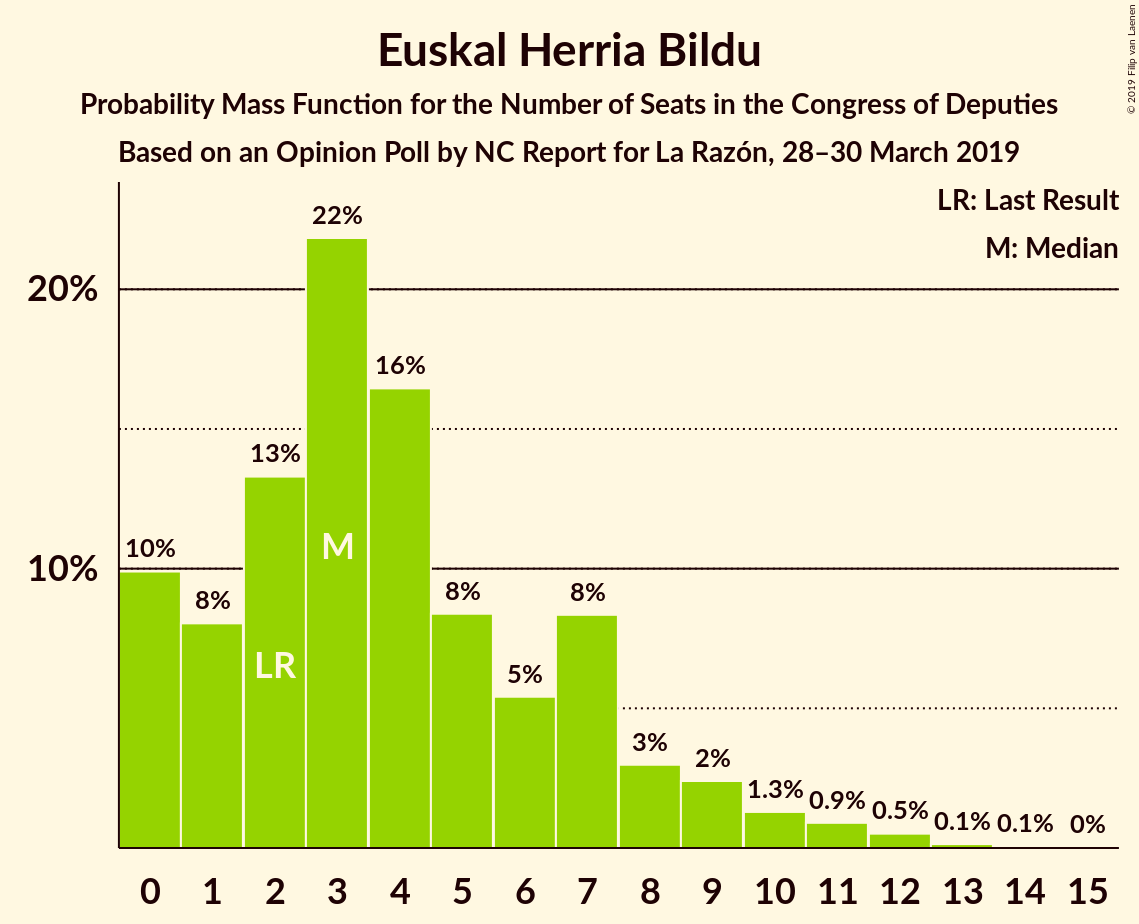 Euskal Herria Bildu
Probability Mass Function for the Number of Seats in the Congress of Deputies
Based on an Opinion Poll by NC Report for La Razón, 28–30 March 2019
© 2019 Filip van Laenen
LR: Last Result
M: Median
20%
10%
10%
8%
13%
22%
16%
8%
5%
8%
3%
2%
1.3%
0.9%
0.5%
0.1%
0.1%
0%
LR
M
0 1 2 3 4 5 6 7 8 9 10 11 12 13 14 15